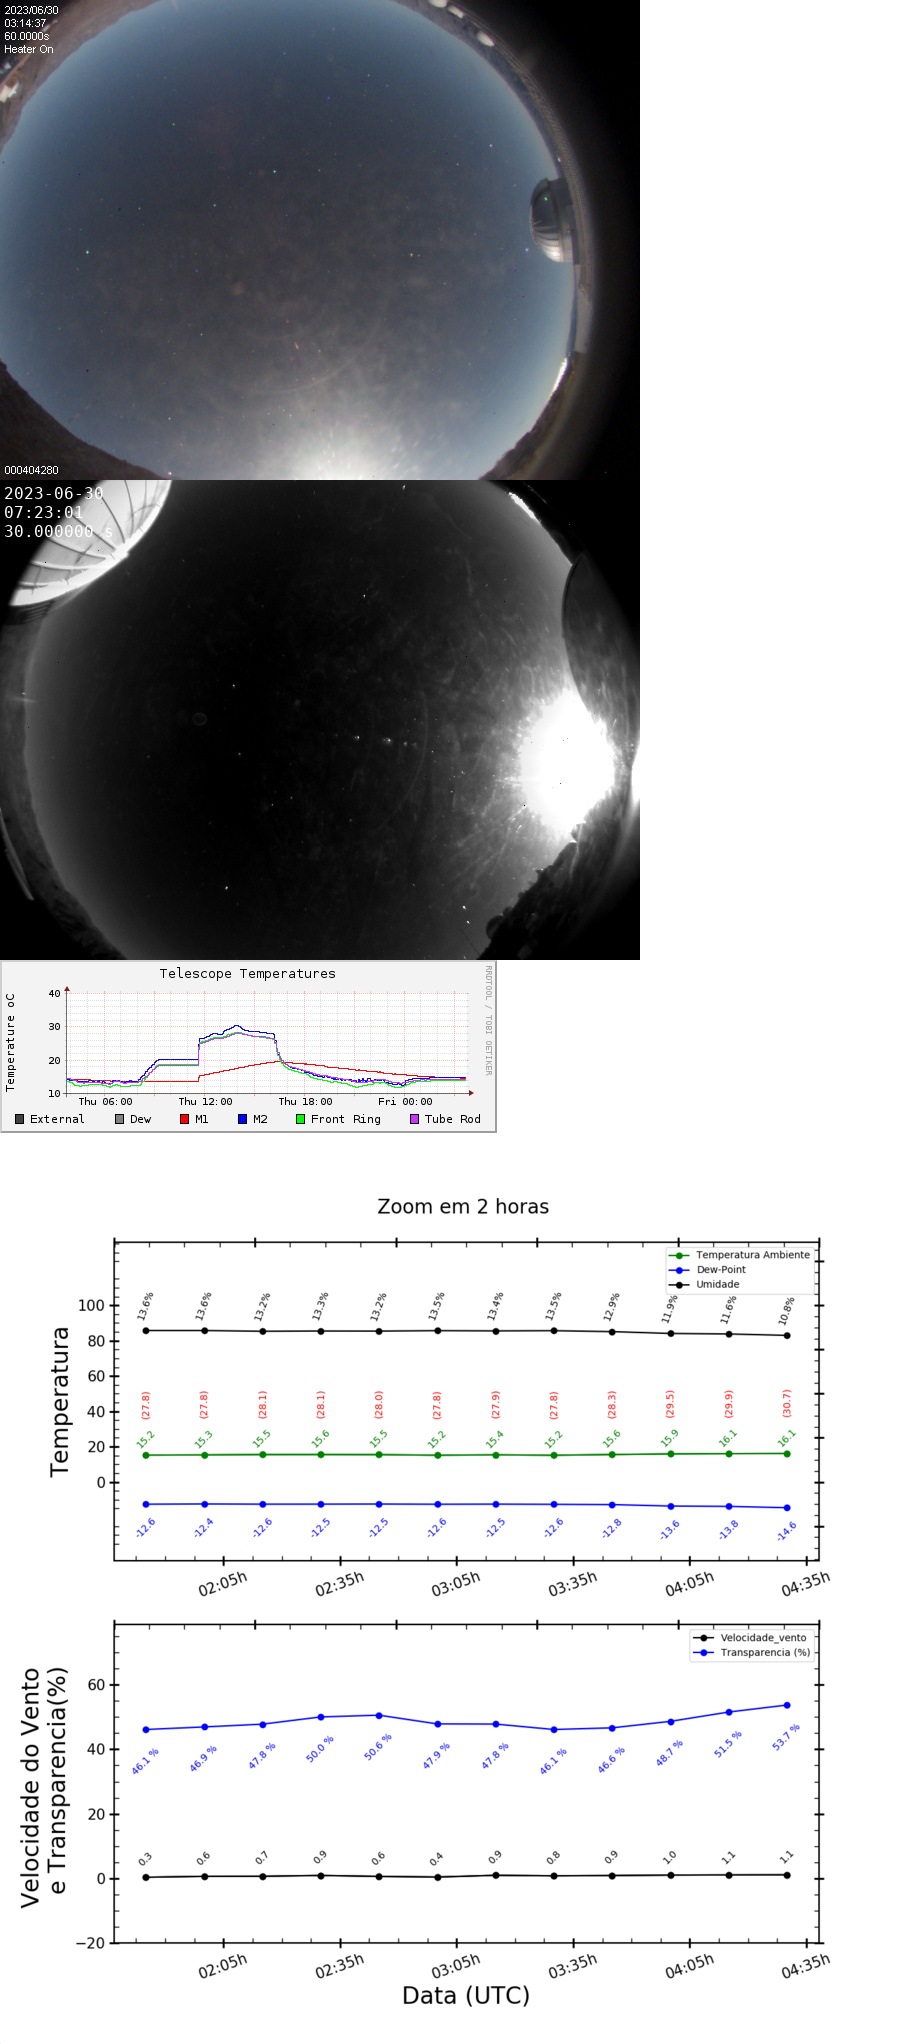 2023/06/30
03:14:37
60.0000s
Heater On
000404280
2023-06-30
07:23:01
30.000000 s
Telescope Temperatures
RRDTOOL / TOBI OETIKER
Temperature oC
40
30
20
10
Thu 06:00 Thu 12:00 Thu 18:00 Fri 00:00
External Dew M1 M2 Front Ring Tube Rod
Zoom em 2 horas
Temperatura Ambiente
Dew-Point
Umidade
Temperatura
100
80
60
40
20
0
13.6% 13.6% 13.2% 13.3% 13.2% 13.5% 13.4% 13.5% 12.9% 11.9% 11.6% 10.8%
(27.8) (27.8) (28.1) (28.1) (28.0) (27.8) (27.9) (27.8) (28.3) (29.5) (29.9) (30.7)
15.2 15.3 15.5 15.6 15.5 15.2 15.4 15.2 15.6 15.9 16.1 16.1
-12.6 -12.4 -12.6 -12.5 -12.5 -12.6 -12.5 -12.6 -12.8 -13.6 -13.8 -14.6
02:05h 02:35h 03:05h 03:35h 04:05h 04:35h
Velocidade_vento
Transparencia (%)
Velocidade do Vento
e Transparencia(%)
60
40
20
0
−20
46.1 % 46.9 % 47.8 % 50.0 % 50.6 % 47.9 % 47.8 % 46.1 % 46.6 % 48.7 % 51.5 % 53.7 %
0.3 0.6 0.7 0.9 0.6 0.4 0.9 0.8 0.9 1.0 1.1 1.1
02:05h 02:35h 03:05h 03:35h 04:05h 04:35h
Data (UTC)